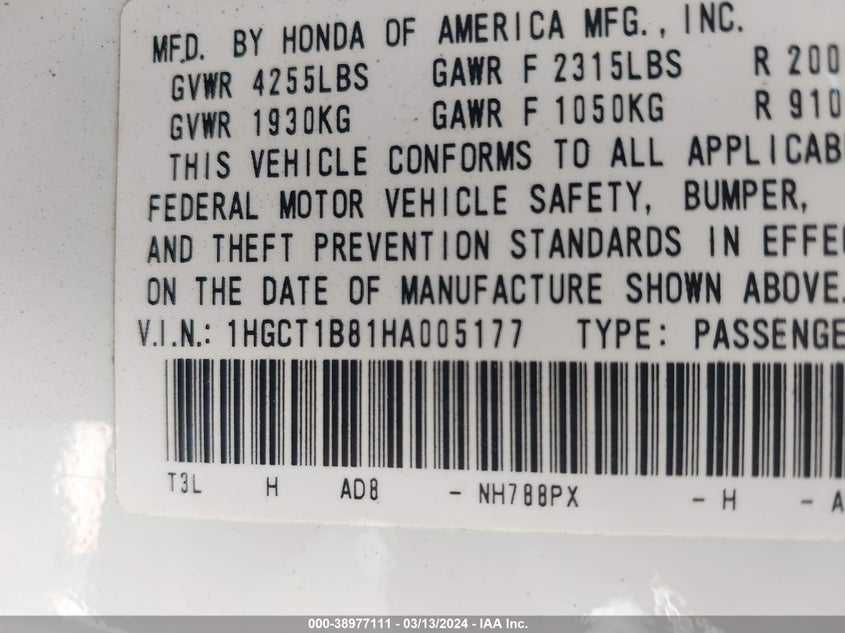 MFD. BY HONDA OF AMERICA MFG., INC.
GVWR 4255LBS GAWR F 2315LBS R 200
GVWR 1930KG GAWR F 1050KG R 910
THIS VEHICLE CONFORMS TO ALL APPLICAB
FEDERAL MOTOR VEHICLE SAFETY, BUMPER,
AND THEFT PREVENTION STANDARDS IN EFFEC
ON THE DATE OF MANUFACTURE SHOWN ABOVE.
V.I.N.: 1HGCT1B81HA005177 TYPE: PASSENGE
T3L H AD8 - NH788PX - H - A
000-38977111 - 03/13/2024 - IAA Inc.